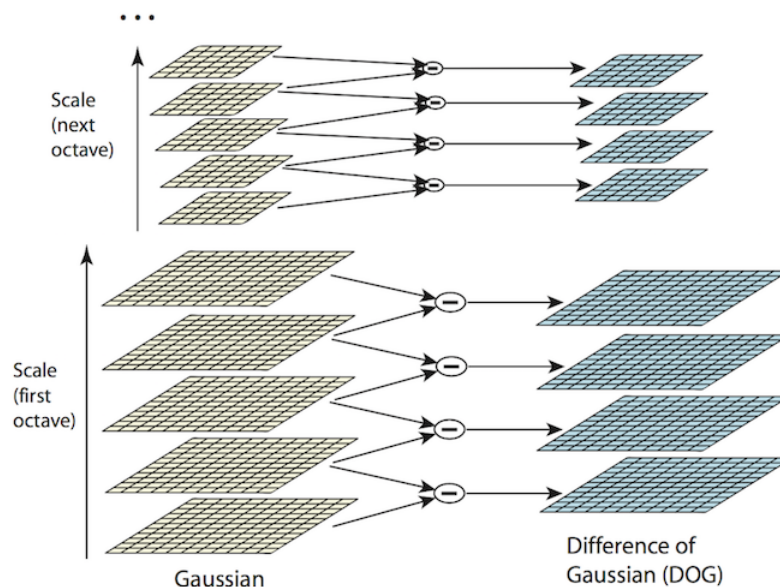 ...
Scale
(next
octave)
Scale
(first
octave)
Gaussian
Difference of
Gaussian (DOG)